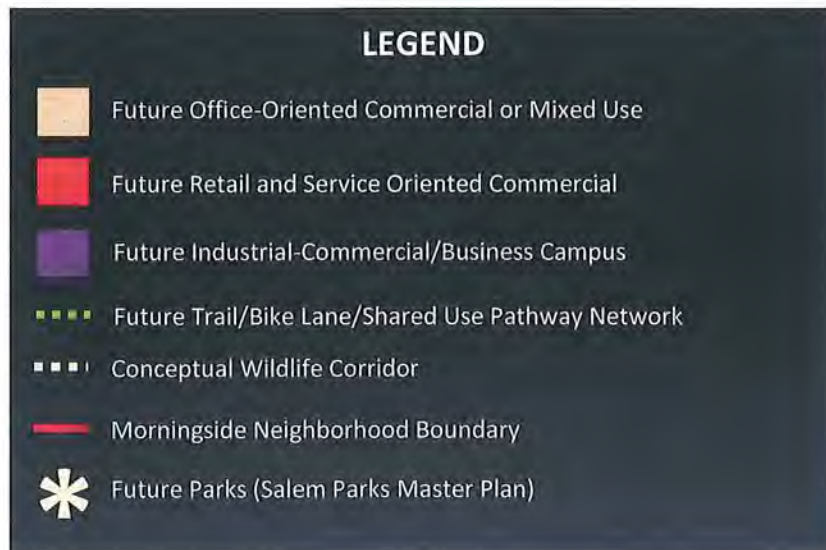 LEGEND
Future Office-Oriented Commercial or Mixed Use
Future Retail and Service Oriented Commercial
Future Industrial-Commercial/Business Campus
Future Trail/Bike Lane/Shared Use Pathway Network
Conceptual Wildlife Corridor
Morningside Neighborhood Boundary
Future Parks (Salem Parks Master Plan)